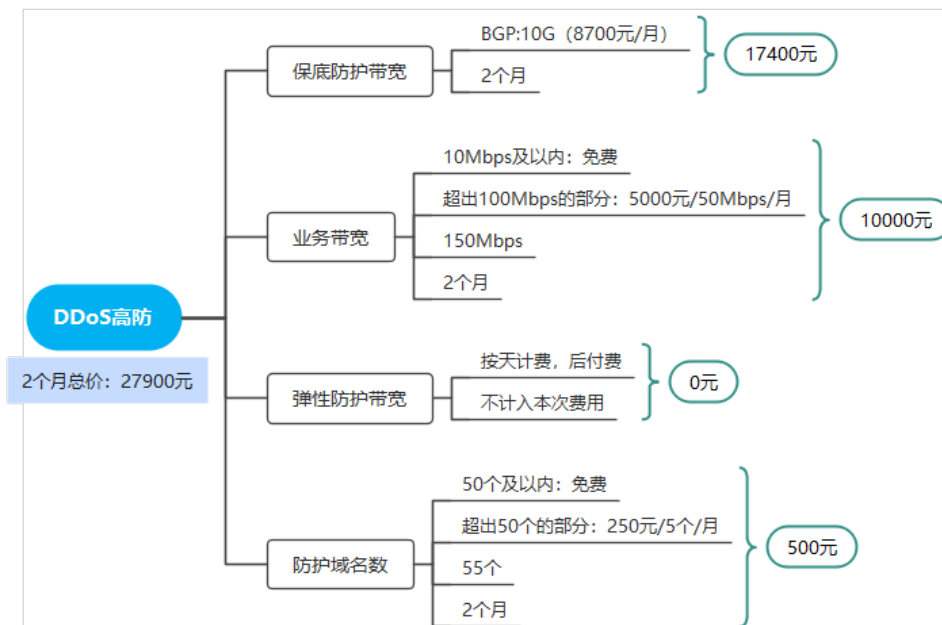 DDoS高防
2个月总价：27900元
保底防护带宽
BGP:10G（8700元/月）
2个月
17400元
业务带宽
10Mbps及以内：免费
超出100Mbps的部分：5000元/50Mbps/月
150Mbps
2个月
10000元
弹性防护带宽
按天计费，后付费
不计入本次费用
0元
防护域名数
50个及以内：免费
超出50个的部分：250元/5个/月
55个
2个月
500元